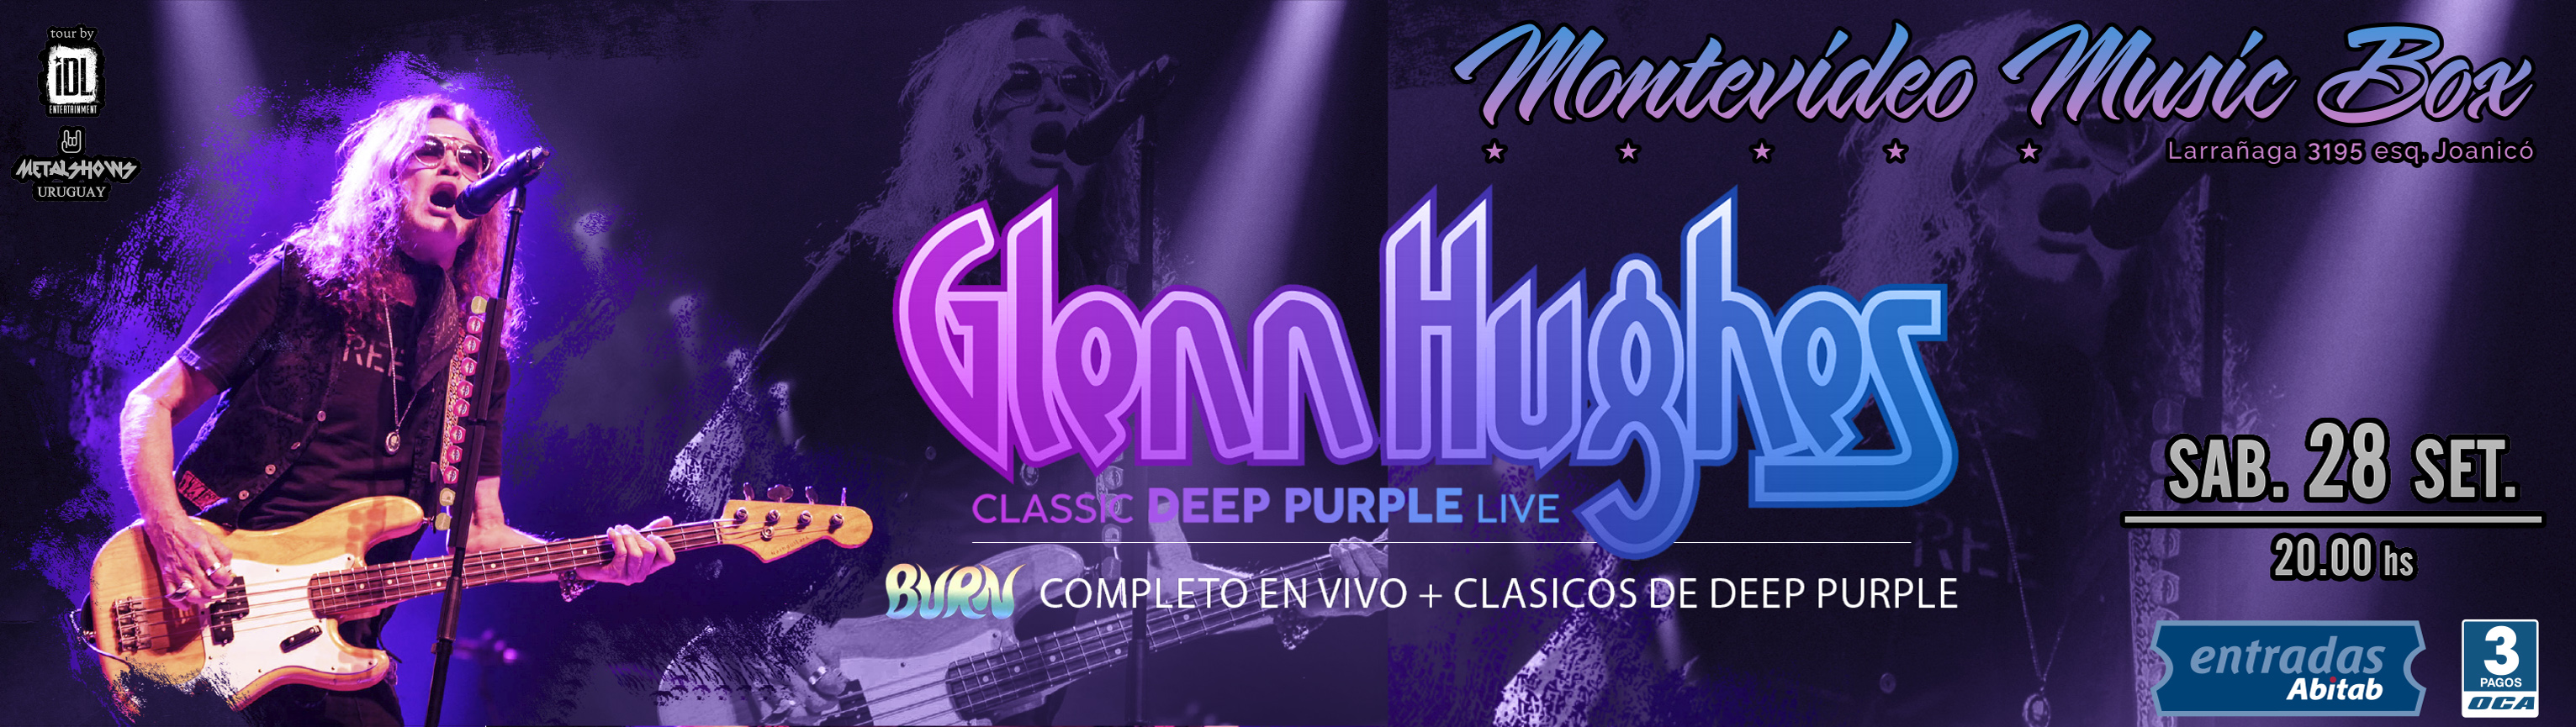 tour by
iDL
ENTERTAINMENT
METALSHOWS
URUGUAY
Montevideo Music Box
Larrañaga 3195 esq. Joanicó
Glenn Hughes
CLASSIC DEEP PURPLE LIVE
BURN COMPLETO EN VIVO + CLASICOS DE DEEP PURPLE
SAB. 28 SET.
20.00 hs
entradas
Abitab
3
PAGOS
OCA